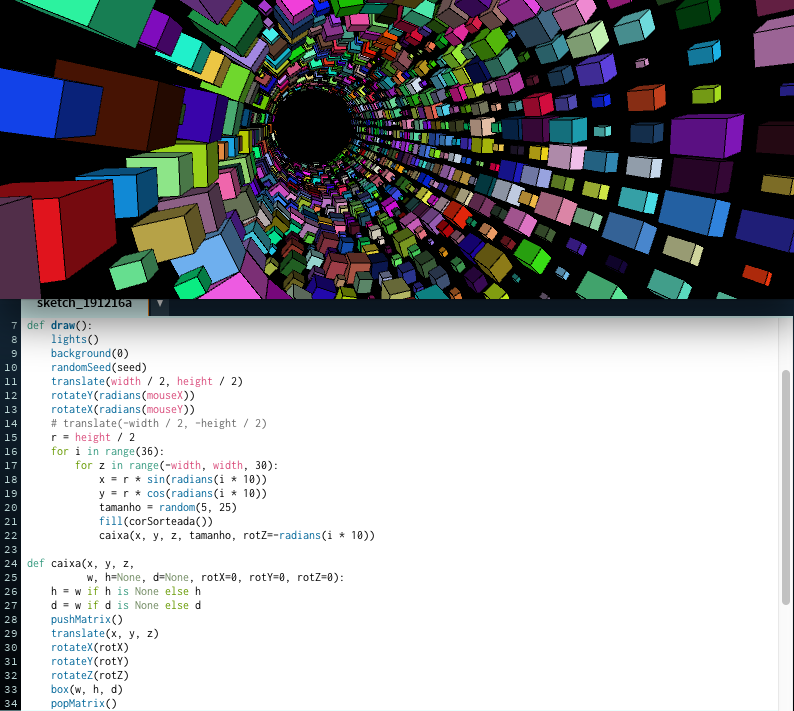 sketch_191216a ▼
7 def draw():
8     lights()
9     background(0)
10     randomSeed(seed)
11     translate(width / 2, height / 2)
12     rotateY(radians(mouseX))
13     rotateX(radians(mouseY))
14     # translate(-width / 2, -height / 2)
15     r = height / 2
16     for i in range(36):
17         for z in range(-width, width, 30):
18             x = r * sin(radians(i * 10))
19             y = r * cos(radians(i * 10))
20             tamanho = random(5, 25)
21             fill(corSorteada())
22             caixa(x, y, z, tamanho, rotZ=-radians(i * 10))
23
24 def caixa(x, y, z,
25           w, h=None, d=None, rotX=0, rotY=0, rotZ=0):
26     h = w if h is None else h
27     d = w if d is None else d
28     pushMatrix()
29     translate(x, y, z)
30     rotateX(rotX)
31     rotateY(rotY)
32     rotateZ(rotZ)
33     box(w, h, d)
34     popMatrix()